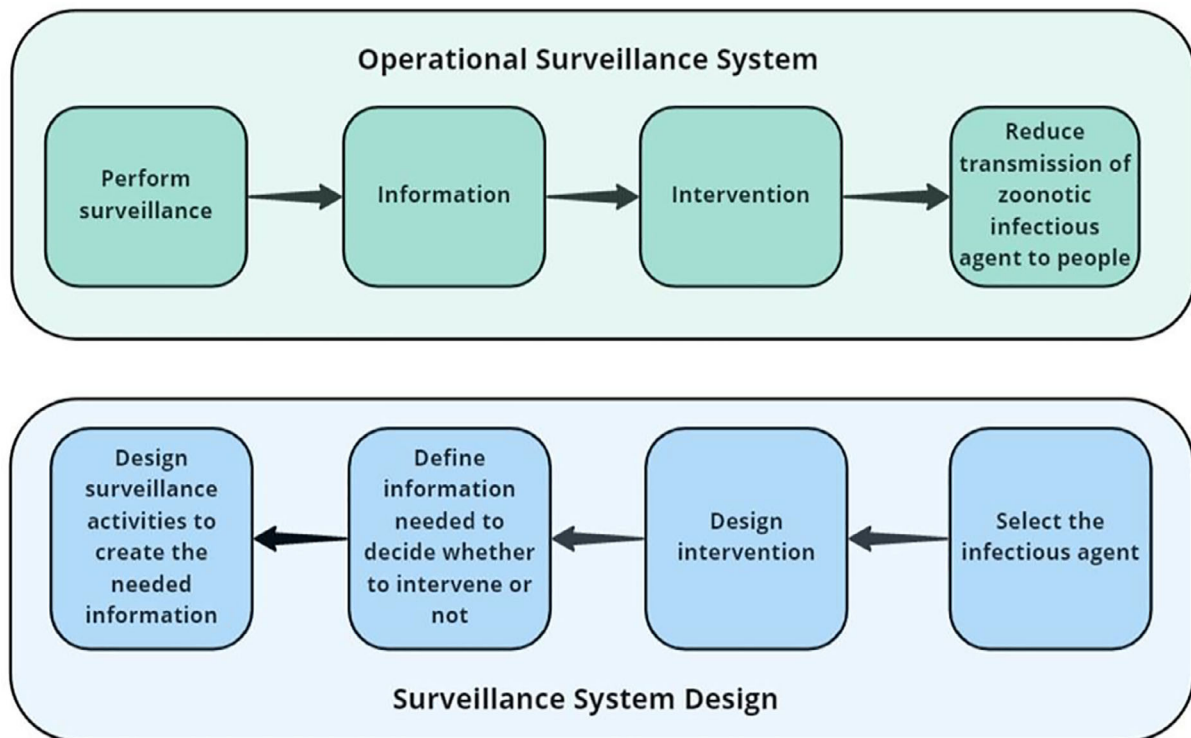 Operational Surveillance System
Perform
surveillance
Information
Intervention
Reduce
transmission of
zoonotic
infectious
agent to people
Design
surveillance
activities to
create the
needed
information
Define
information
needed to
decide whether
to intervene or
not
Design
intervention
Select the
infectious agent
Surveillance System Design